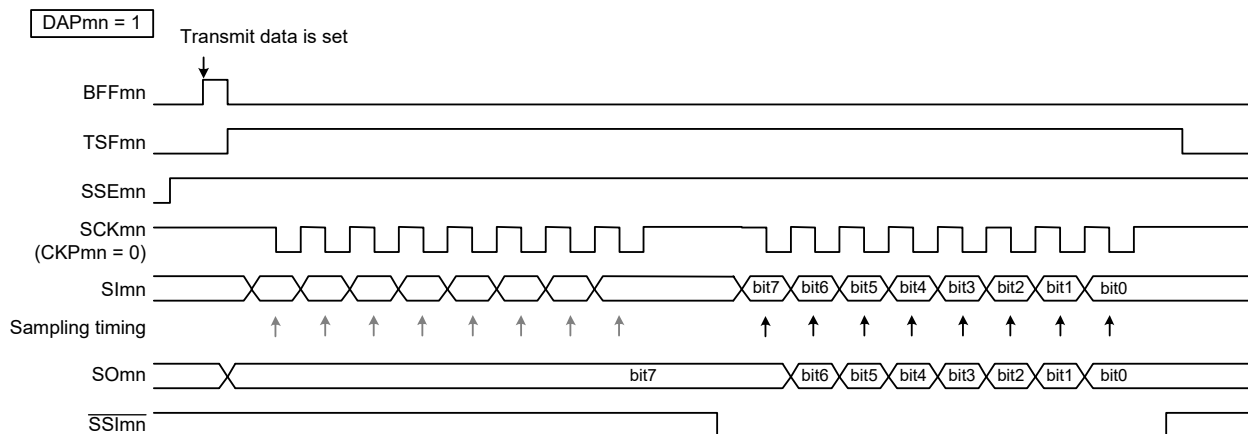 DAPmn = 1
Transmit data is set
BFFmn
TSFmn
SSEmn
SCKmn
(CKPmn = 0)
SImn
bit7 bit6 bit5 bit4 bit3 bit2 bit1 bit0
Sampling timing
SOmn
bit7 bit6 bit5 bit4 bit3 bit2 bit1 bit0
SSImn